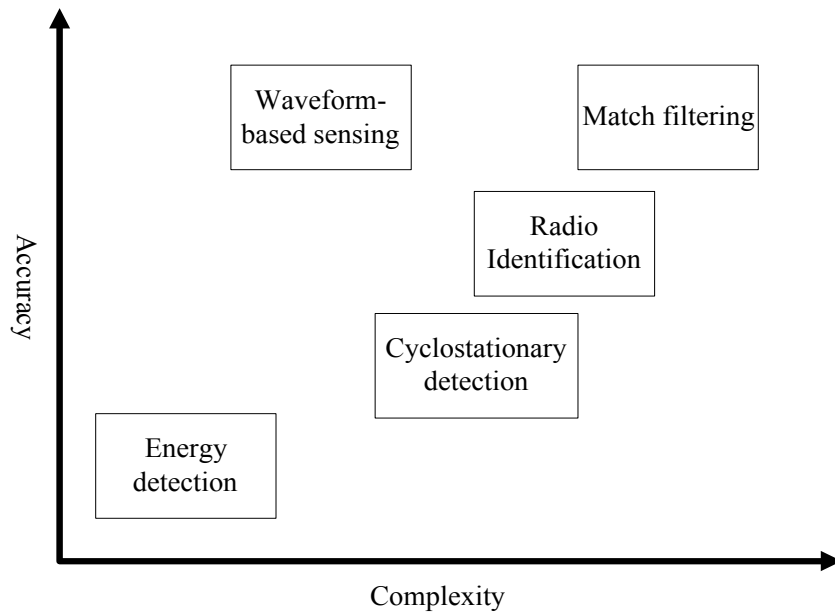 Waveform-
based sensing
Match filtering
Radio
Identification
Accuracy
Cyclostationary
detection
Energy
detection
Complexity